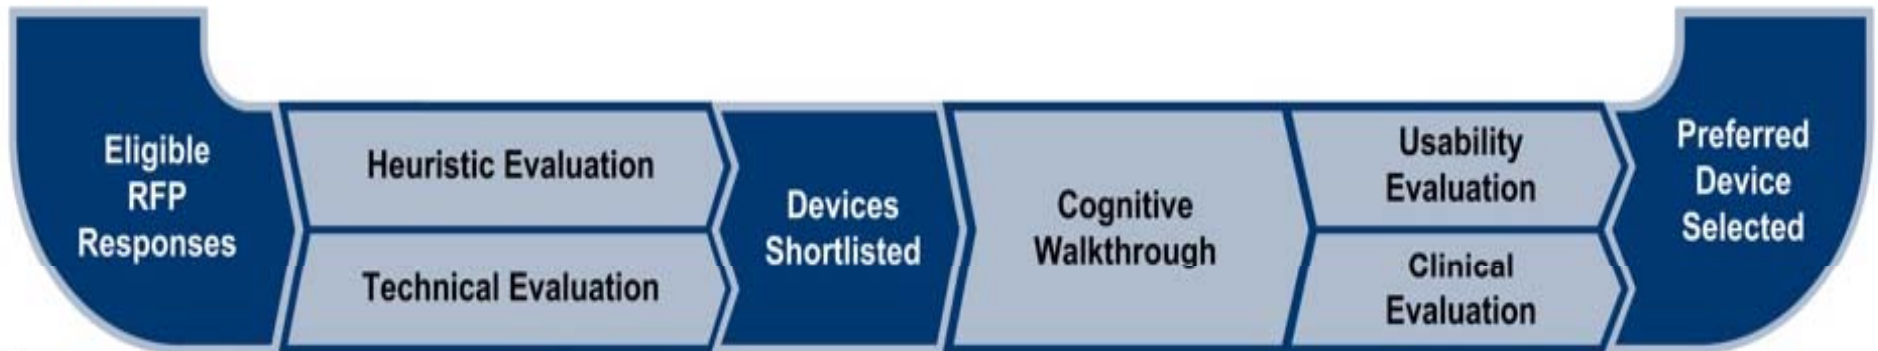 Eligible
RFP
Responses
Heuristic Evaluation
Technical Evaluation
Devices
Shortlisted
Cognitive
Walkthrough
Usability
Evaluation
Clinical
Evaluation
Preferred
Device
Selected